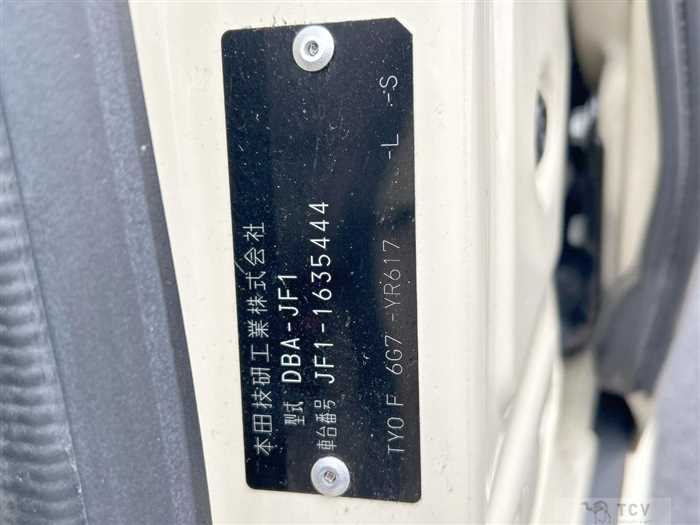 本田技研工業株式会社
型式 DBA-JF1
車台番号 JF1-1635444
TY0 F 6G7 -YR617 -L .-S
TCV